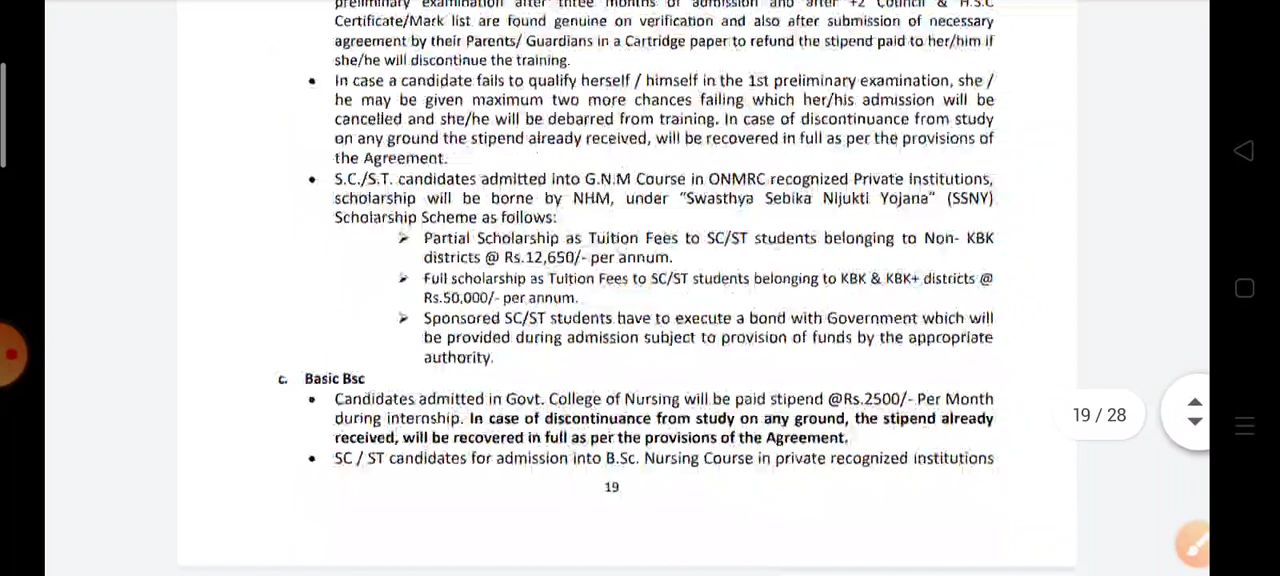 preliminary examination after three months of admission and after +2 Council & H.S.C
Certificate/Mark list are found genuine on verification and also after submission of necessary
agreement by their Parents/ Guardians in a Cartridge paper to refund the stipend paid to her/him if
she/he will discontinue the training.
• In case a candidate fails to qualify herself / himself in the 1st preliminary examination, she /
he may be given maximum two more chances failing which her/his admission will be
cancelled and she/he will be debarred from training. In case of discontinuance from study
on any ground the stipend already received, will be recovered in full as per the provisions of
the Agreement.
• S.C./S.T. candidates admitted into G.N.M Course in ONMRC recognized Private Institutions,
scholarship will be borne by NHM, under "Swasthya Sebika Nijukti Yojana" (SSNY)
Scholarship Scheme as follows:
➢ Partial Scholarship as Tuition Fees to SC/ST students belonging to Non- KBK
districts @ Rs.12,650/- per annum.
➢ Full scholarship as Tuition Fees to SC/ST students belonging to KBK & KBK+ districts @
Rs.50,000/- per annum.
➢ Sponsored SC/ST students have to execute a bond with Government which will
be provided during admission subject to provision of funds by the appropriate
authority.
c. Basic Bsc
• Candidates admitted in Govt. College of Nursing will be paid stipend @Rs.2500/- Per Month
during internship. In case of discontinuance from study on any ground, the stipend already
received, will be recovered in full as per the provisions of the Agreement.
• SC / ST candidates for admission into B.Sc. Nursing Course in private recognized institutions
19
19 / 28